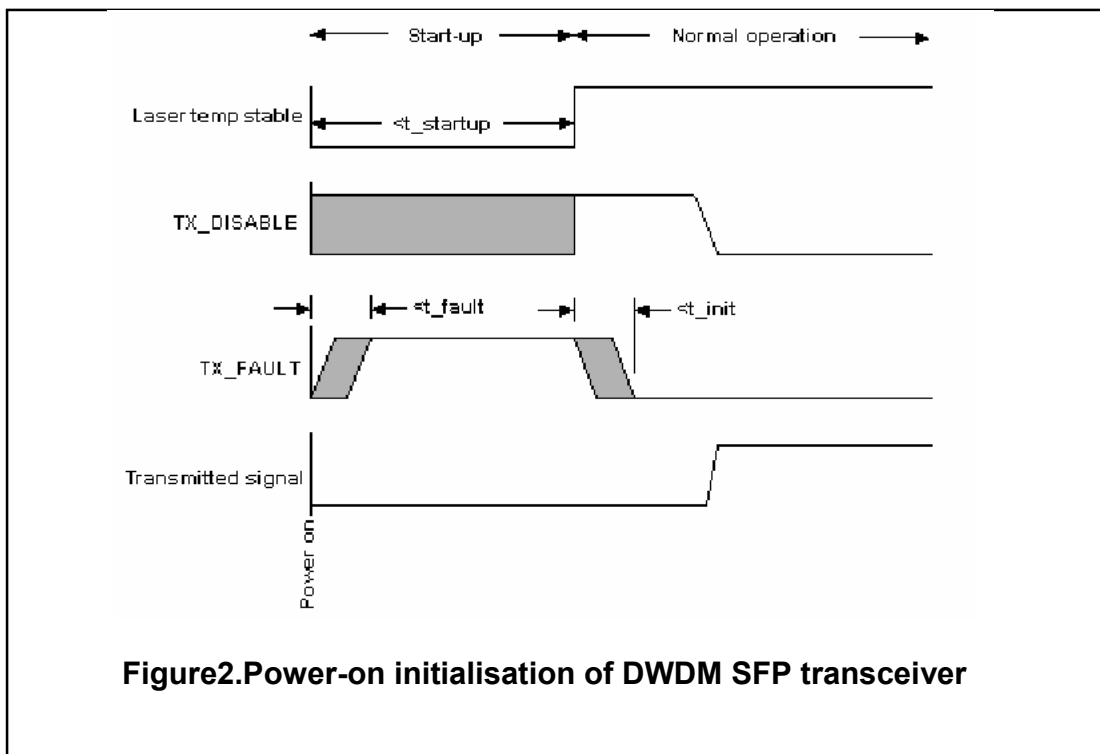 Start-up Normal operation
Laser temp stable
<t_startup
TX_DISABLE
<t_fault <t_init
TX_FAULT
Transmitted signal
Power on
Figure2.Power-on initialisation of DWDM SFP transceiver